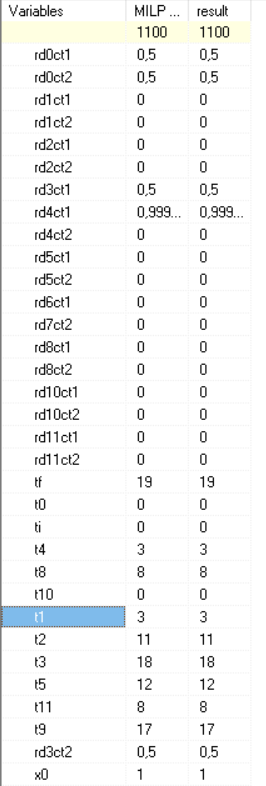 Variables MILP ... result
1100 1100
rd0ct1 0,5 0,5
rd0ct2 0,5 0,5
rd1ct1 0 0
rd1ct2 0 0
rd2ct1 0 0
rd2ct2 0 0
rd3ct1 0,5 0,5
rd4ct1 0,999... 0,999...
rd4ct2 0 0
rd5ct1 0 0
rd5ct2 0 0
rd6ct1 0 0
rd7ct2 0 0
rd8ct1 0 0
rd8ct2 0 0
rd10ct1 0 0
rd10ct2 0 0
rd11ct1 0 0
rd11ct2 0 0
tf 19 19
t0 0 0
ti 0 0
t4 3 3
t8 8 8
t10 0 0
t1 3 3
t2 11 11
t3 18 18
t5 12 12
t11 8 8
t9 17 17
rd3ct2 0,5 0,5
x0 1 1